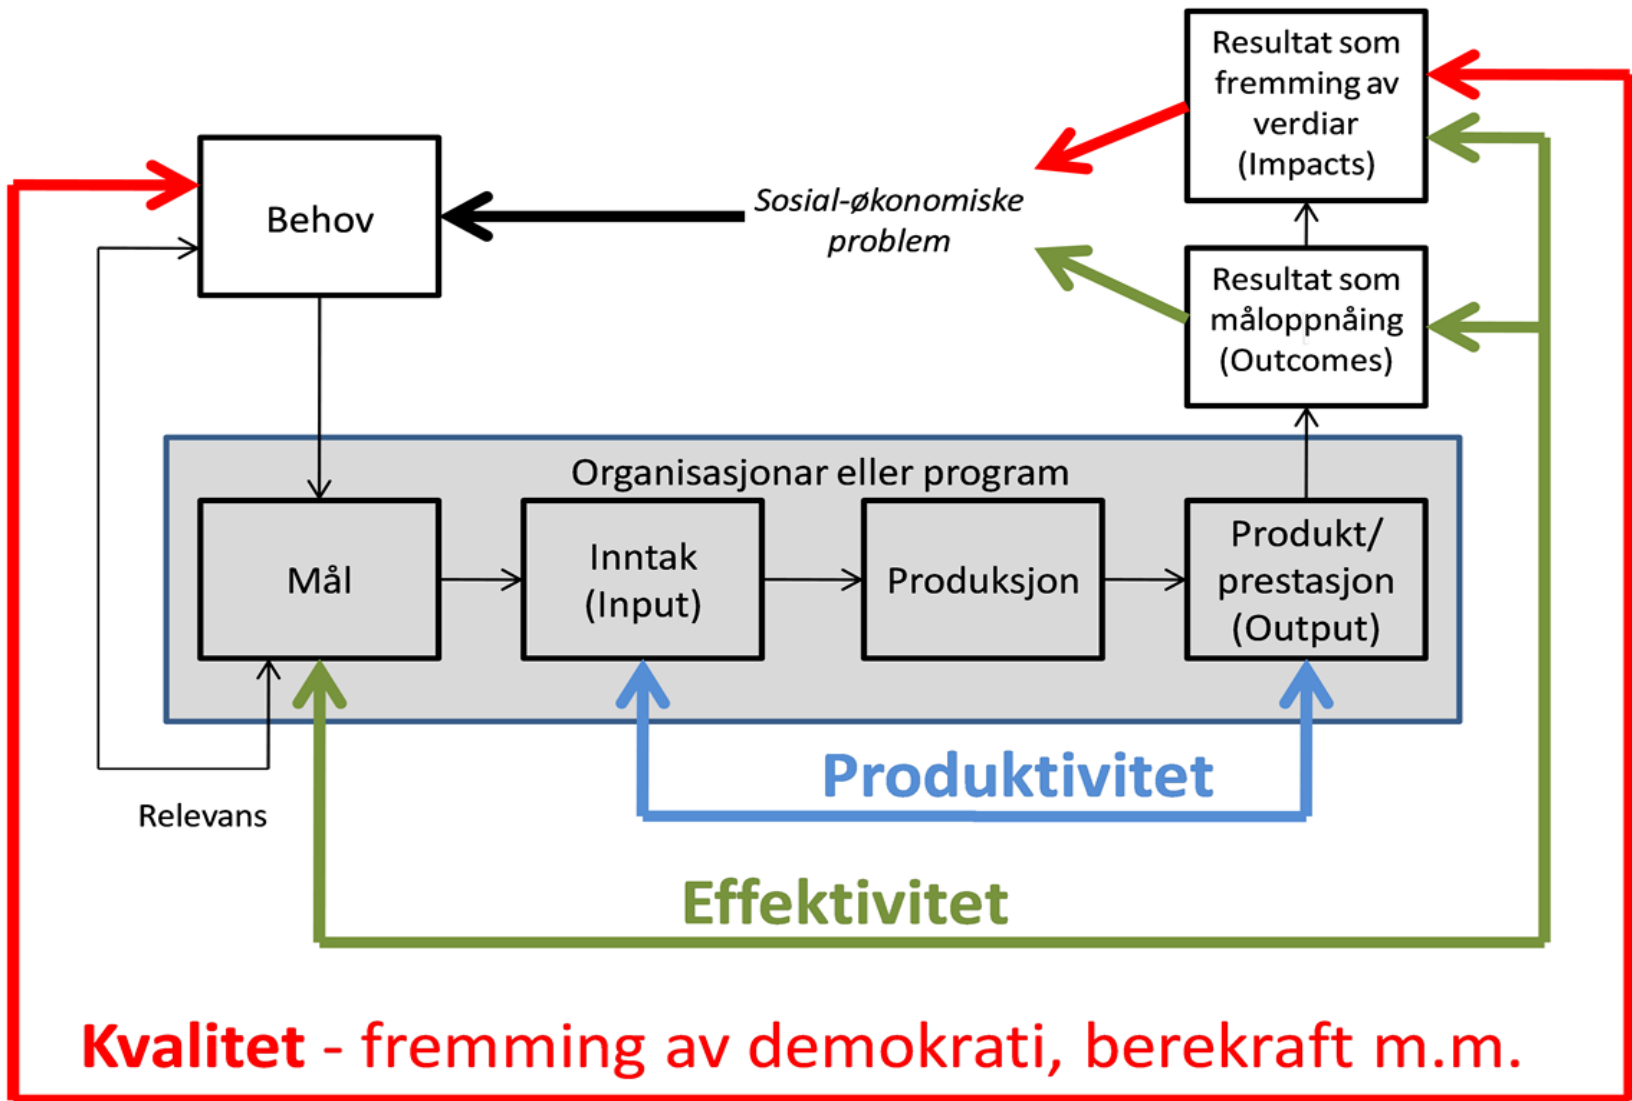 Resultat som
fremming av
verdiar
(Impacts)
Behov
Sosial-økonomiske
problem
Resultat som
måloppnåing
(Outcomes)
Organisasjonar eller program
Mål
Inntak
(Input)
Produksjon
Produkt/
prestasjon
(Output)
Produktivitet
Relevans
Effektivitet
Kvalitet - fremming av demokrati, berekraft m.m.